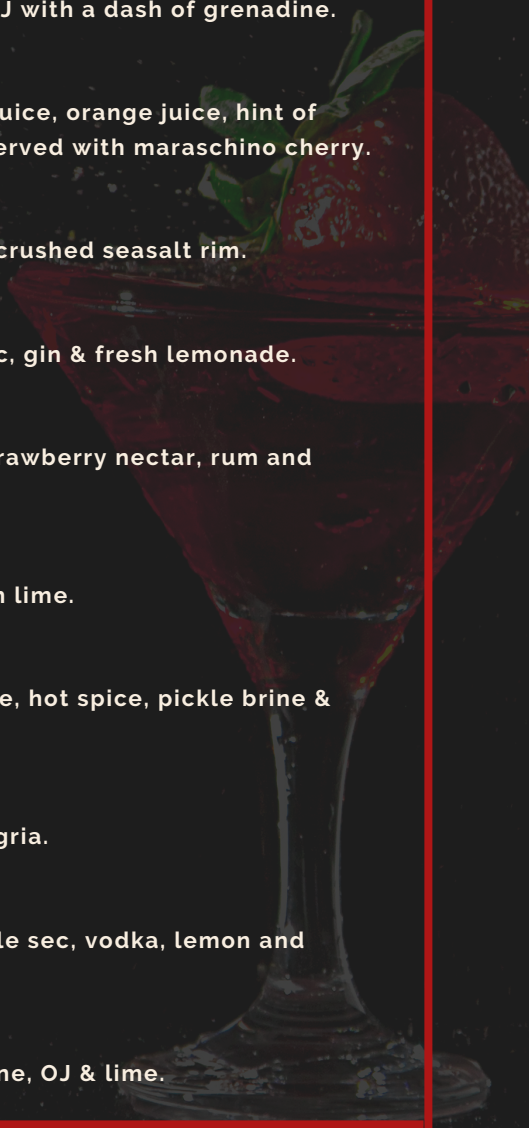 J with a dash of grenadine.
uice, orange juice, hint of
erved with maraschino cherry.
crushed seasalt rim.
c, gin & fresh lemonade.
rawberry nectar, rum and
n lime.
e, hot spice, pickle brine &
gria.
le sec, vodka, lemon and
ne, OJ & lime.